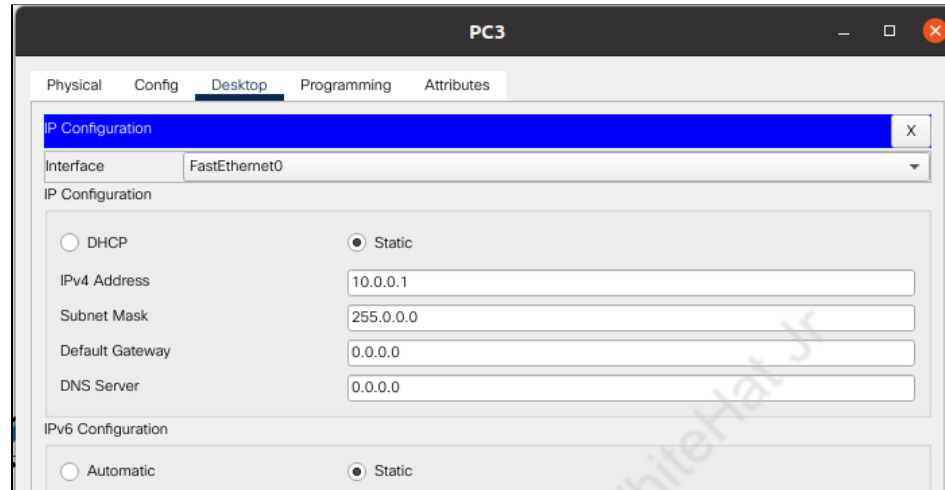 PC3
Physical Config Desktop Programming Attributes
IP Configuration X
Interface FastEthernet0
IP Configuration
DHCP Static
IPv4 Address 10.0.0.1
Subnet Mask 255.0.0.0
Default Gateway 0.0.0.0
DNS Server 0.0.0.0
IPv6 Configuration
Automatic Static
hiteHat Jr